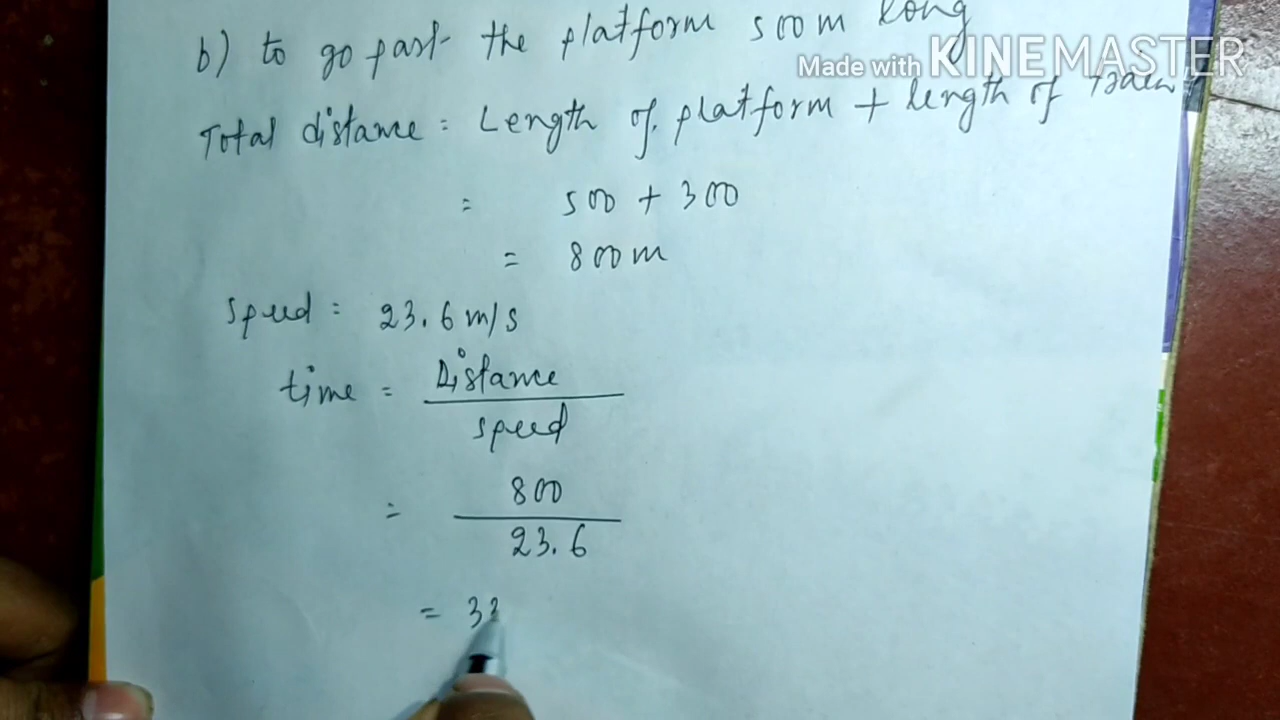 b) to go past the platform 500m long
Made with KINEMASTER
Total distance = Length of platform + length of Train
= 500 + 300
= 800m
speed = 23.6 m/s
time = Distance
speed
= 800
23.6
= 33